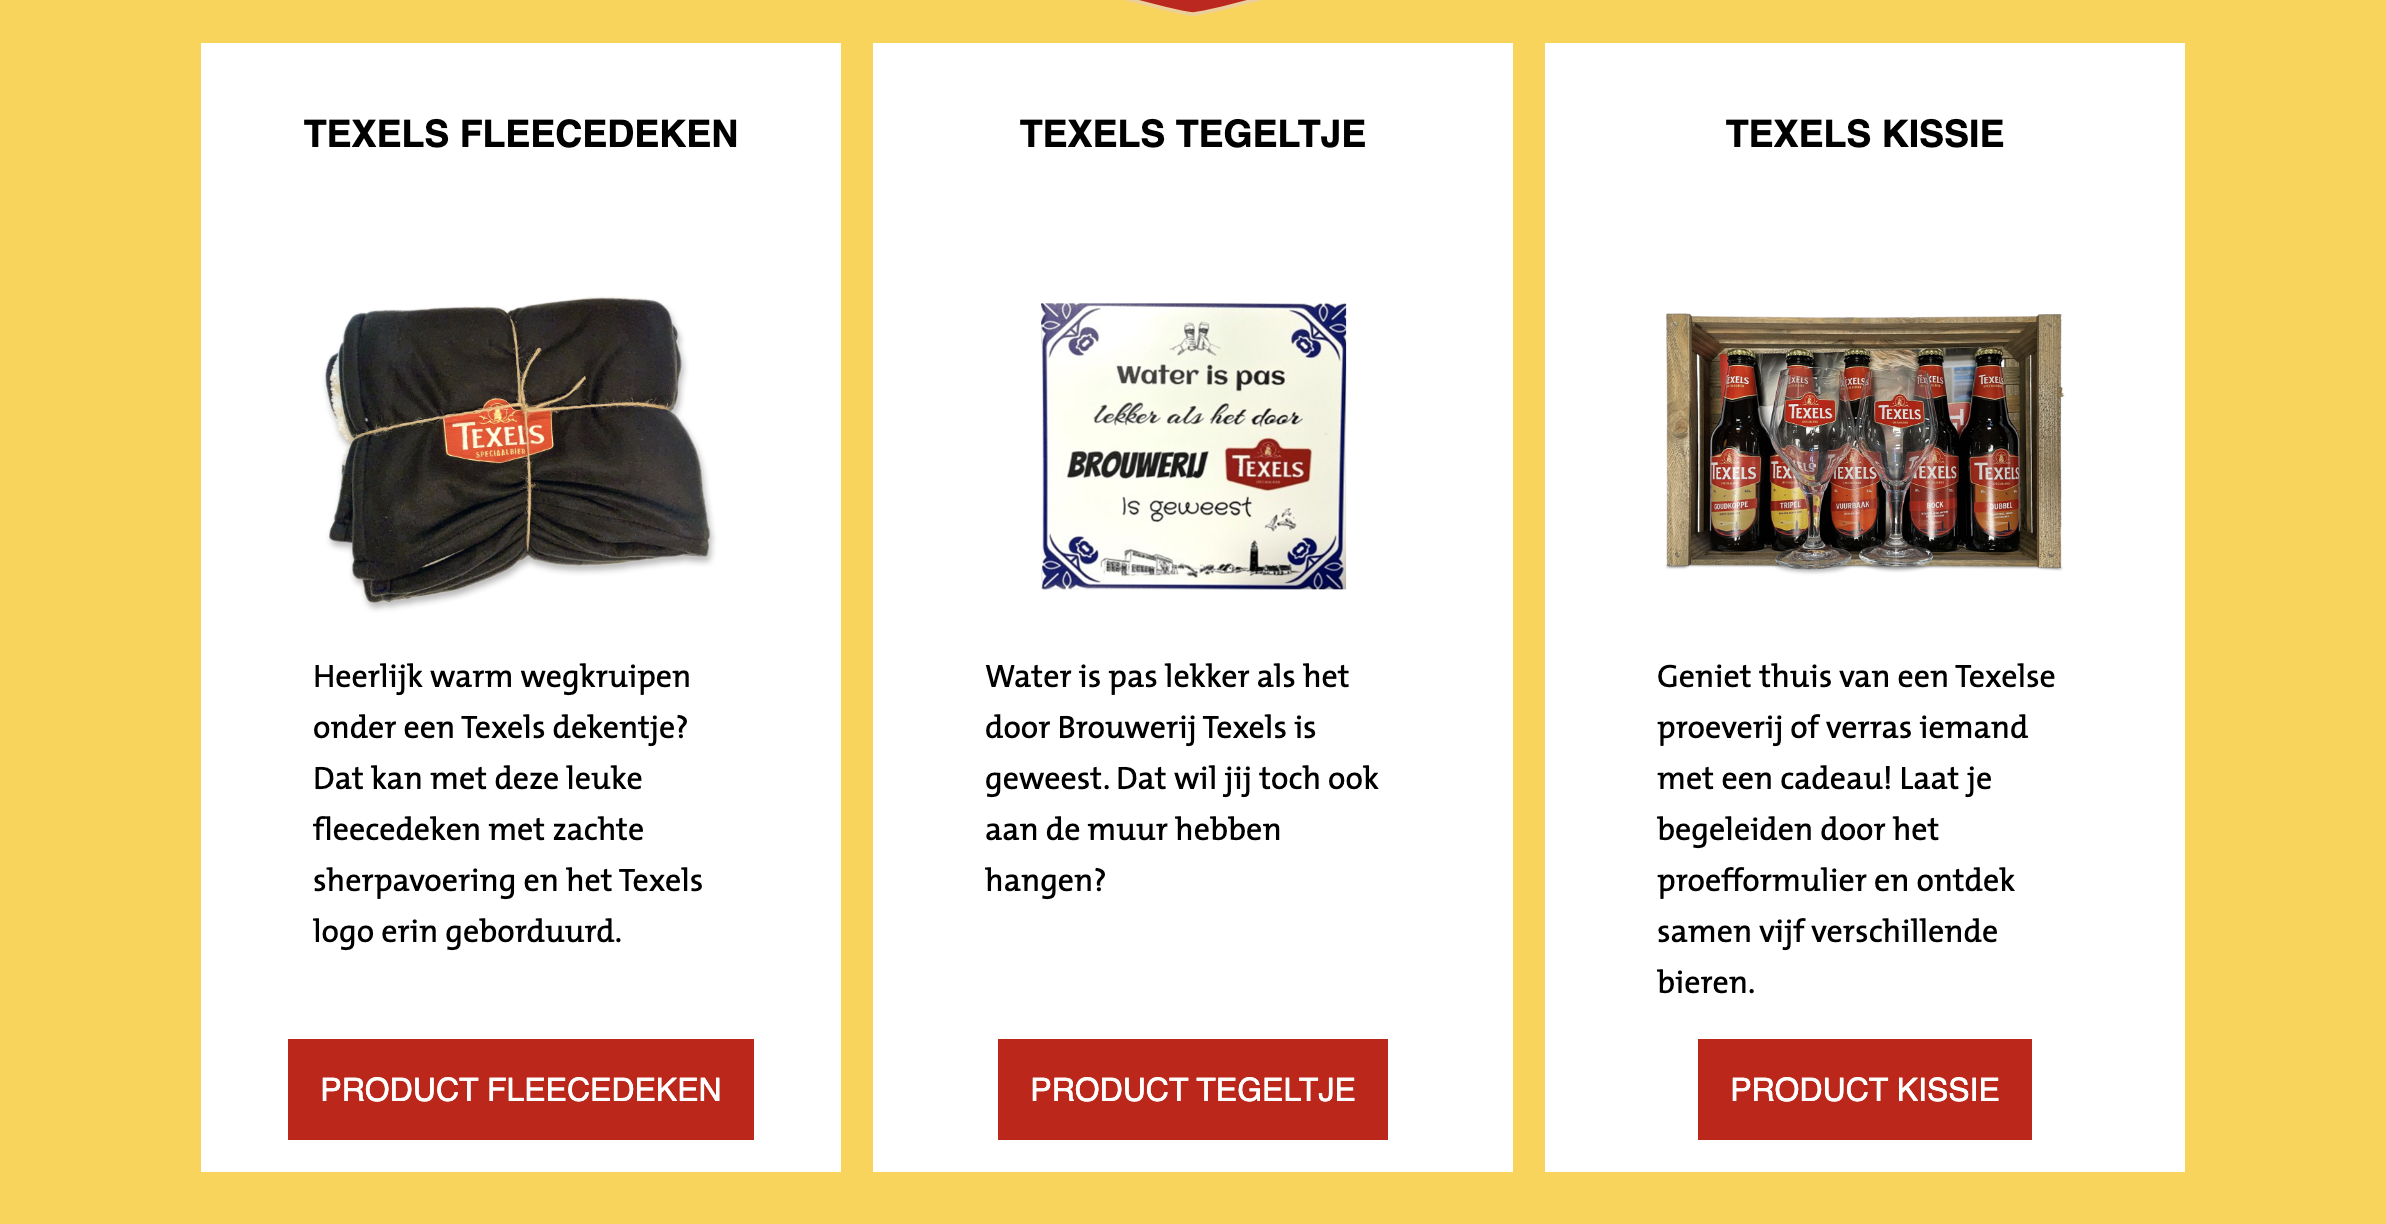 TEXELS FLEECEDEKEN
TEXELS
SPECIAALBIER
Heerlijk warm wegkruipen
onder een Texels dekentje?
Dat kan met deze leuke
fleecedeken met zachte
sherpavoering en het Texels
logo erin geborduurd.
PRODUCT FLEECEDEKEN
TEXELS TEGELTJE
Water is pas
lekker als het door
BROUWERIJ TEXELS
Is geweest
Water is pas lekker als het
door Brouwerij Texels is
geweest. Dat wil jij toch ook
aan de muur hebben
hangen?
PRODUCT TEGELTJE
TEXELS KISSIE
TEXELS TEXELS
TEXELS TEXELS TEXELS TEXELS
GOUDKOPPE TRIPEL VUURBAAK BOCK DUBBEL
Geniet thuis van een Texelse
proeverij of verras iemand
met een cadeau! Laat je
begeleiden door het
proefformulier en ontdek
samen vijf verschillende
bieren.
PRODUCT KISSIE